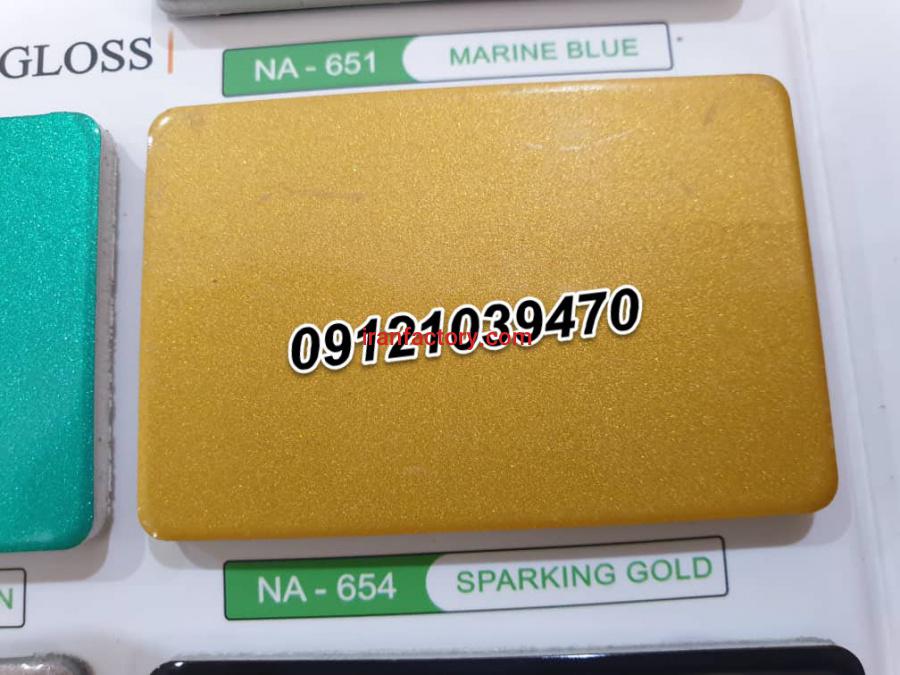 GLOSS
NA - 651 MARINE BLUE
09121039470
iranfactory.com
NA - 654 SPARKING GOLD
N